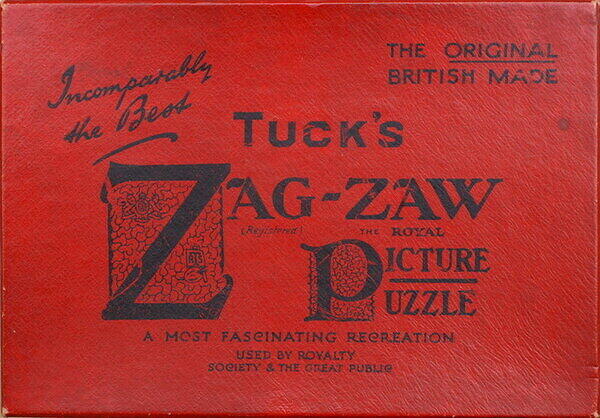 Incomparably
the Best
THE ORIGINAL
BRITISH MADE
TUCK'S
ZAG-ZAW
(Registered)
THE ROYAL
PICTURE
PUZZLE
A MOST FASCINATING RECREATION
USED BY ROYALTY
SOCIETY & THE GREAT PUBLIC